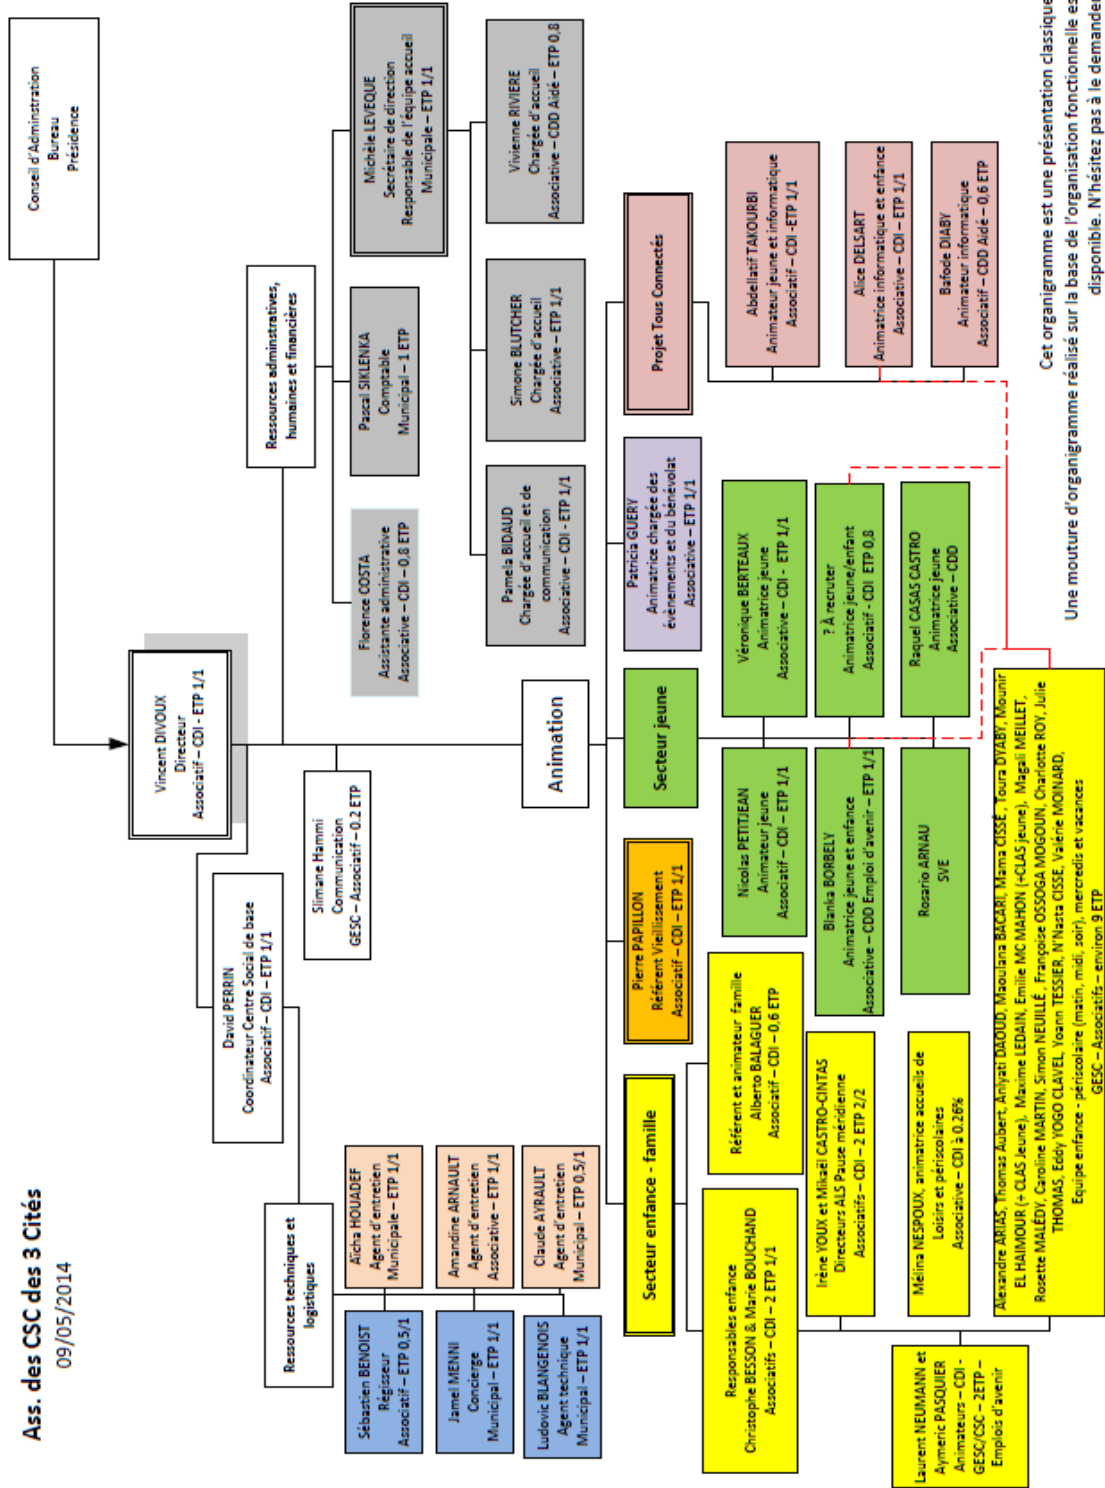 Ass. des CSC des 3 Cités
09/05/2014
Conseil d'Adminstration
Bureau
Présidence
Vincent DIVOUX
Directeur
Associatif – CDI - ETP 1/1
David PERRIN
Coordinateur Centre Social de base
Associatif – CDI – ETP 1/1
Slimane Hammi
Communication
GESC – Associatif – 0.2 ETP
Ressources adminstratives,
humaines et financières
Florence COSTA
Assistante administrative
Associative – CDI – 0,8 ETP
Pascal SIKLENKA
Comptable
Municipal – 1 ETP
Michèle LEVEQUE
Secrétaire de direction
Responsable de l'équipe accueil
Municipale – ETP 1/1
Pamela BIDAUD
Chargée d'accueil et de
communication
Associative – CDI - ETP 1/1
Simone BLUTCHER
Chargée d'accueil
Associative – ETP 1/1
Vivienne RIVIERE
Chargée d'accueil
Associative – CDD Aidé – ETP 0,8
Ressources techniques et
logistiques
Sébastien BENOIST
Régisseur
Associatif – ETP 0,5/1
Aïcha HOUADEF
Agent d'entretien
Municipale – ETP 1/1
Jamel MENNI
Concierge
Municipal – ETP 1/1
Amandine ARNAULT
Agent d'entretien
Associative – ETP 1/1
Ludovic BLANGENOIS
Agent technique
Municipal – ETP 1/1
Claude AYRAULT
Agent d'entretien
Municipal – ETP 0,5/1
Animation
Secteur enfance - famille
Pierre PAPILLON
Référent Vieillissement
Associatif – CDI – ETP 1/1
Secteur jeune
Patricia GUERY
Animatrice chargée des
évènements et du bénévolat
Associative – ETP 1/1
Projet Tous Connectés
Responsables enfance
Christophe BESSON & Marie BOUCHAND
Associatifs – CDI – 2 ETP 1/1
Référent et animateur famille
Alberto BALAGUER
Associatif – CDI – 0,6 ETP
Irène YOUX et Mikaël CASTRO-CINTAS
Directeurs ALS Pause méridienne
Associatifs – CDI – 2 ETP 2/2
Mélina NESPOUX, animatrice accueils de
Loisirs et périscolaires
Associative – CDI à 0.26%
Laurent NEUMANN et
Aymeric PASQUIER
Animateurs – CDI -
GESC/CSC – 2ETP –
Emplois d'avenir
Alexandre ARIAS, Thomas Aubert, Anlyati DAOUD, Maoulana BACARI, Mama CISSÉ, Toura DYABY, Mounir
EL HAIMOUR (+ CLAS Jeune), Maxime LEDAIN, Emilie MC MAHON (+CLAS jeune), Magali MEILLET,
Rosette MALÉDY, Caroline MARTIN, Simon NEUILLÉ, Françoise OSSOGA MOGOUN, Charlotte ROY, Julie
THOMAS, Eddy YOGO CLAVEL, Yoann TESSIER, N'Nasta CISSE, Valérie MOINARD,
Equipe enfance - périscolaire (matin, midi, soir), mercredis et vacances
GESC – Associatifs – environ 9 ETP
Nicolas PETITJEAN
Animateur jeune
Associatif – CDI – ETP 1/1
Véronique BERTEAUX
Animatrice jeune
Associative – CDI - ETP 1/1
Blanka BORBELY
Animatrice jeune et enfance
Associative – CDD Emploi d'avenir – ETP 1/1
? À recruter
Animatrice jeune/enfant
Associatif - CDI ETP 0,8
Rosario ARNAU
SVE
Raquel CASAS CASTRO
Animatrice jeune
Associative – CDD
Abdellatif TAKOURBI
Animateur jeune et informatique
Associatif – CDI -ETP 1/1
Alice DELSART
Animatrice informatique et enfance
Associative – CDI – ETP 1/1
Bafode DIABY
Animateur informatique
Associatif – CDD Aidé – 0,6 ETP
Cet organigramme est une présentation classique
Une mouture d'organigramme réalisé sur la base de l'organisation fonctionnelle es
disponible. N'hésitez pas à le demander